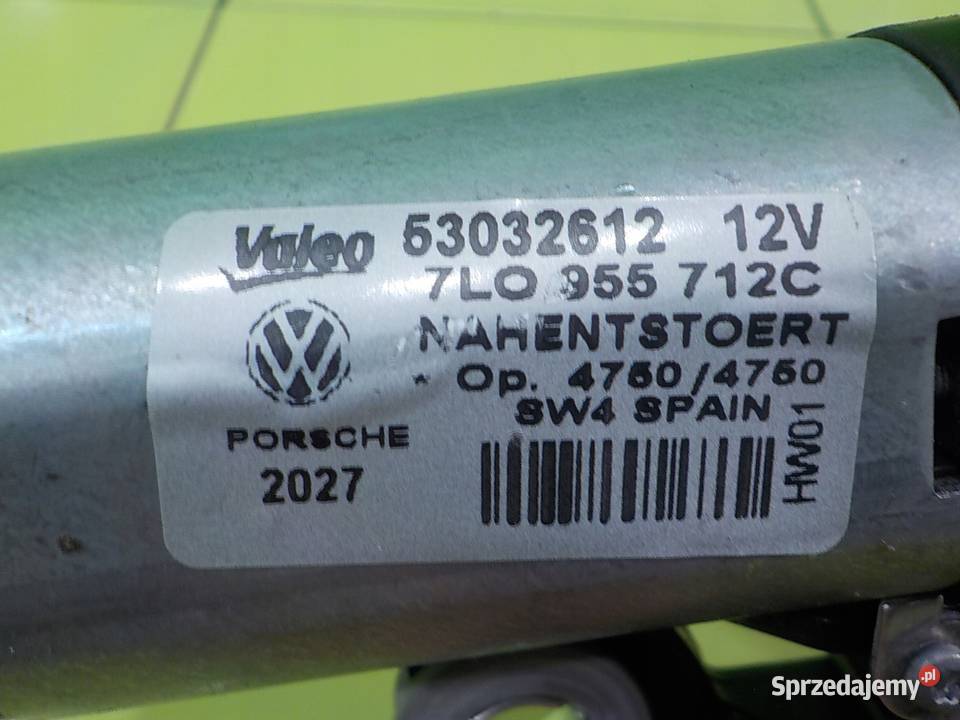 Valeo 53032612 12V
7L0 955 712C
NAHENTSTOERT
Op. 4750/4750
SW4 SPAIN
PORSCHE
2027
HW01
Sprzedajemy.pl